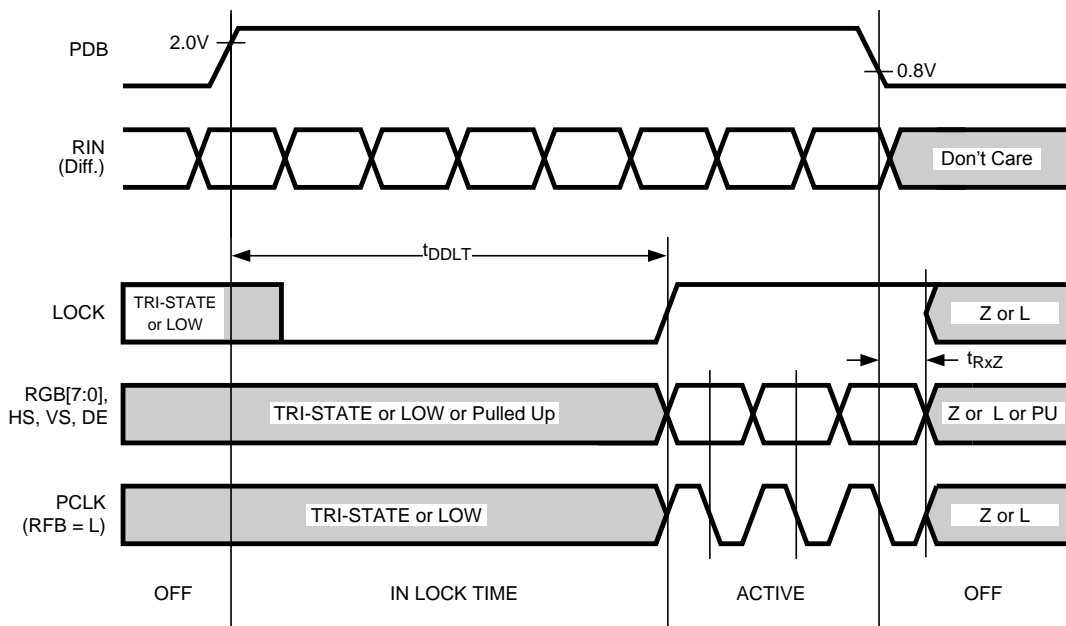 PDB
2.0V
0.8V
RIN
(Diff.)
Don't Care
tDDLT
LOCK
TRI-STATE
or LOW
Z or L
tRxZ
RGB[7:0],
HS, VS, DE
TRI-STATE or LOW or Pulled Up
Z or L or PU
PCLK
(RFB = L)
TRI-STATE or LOW
Z or L
OFF
IN LOCK TIME
ACTIVE
OFF